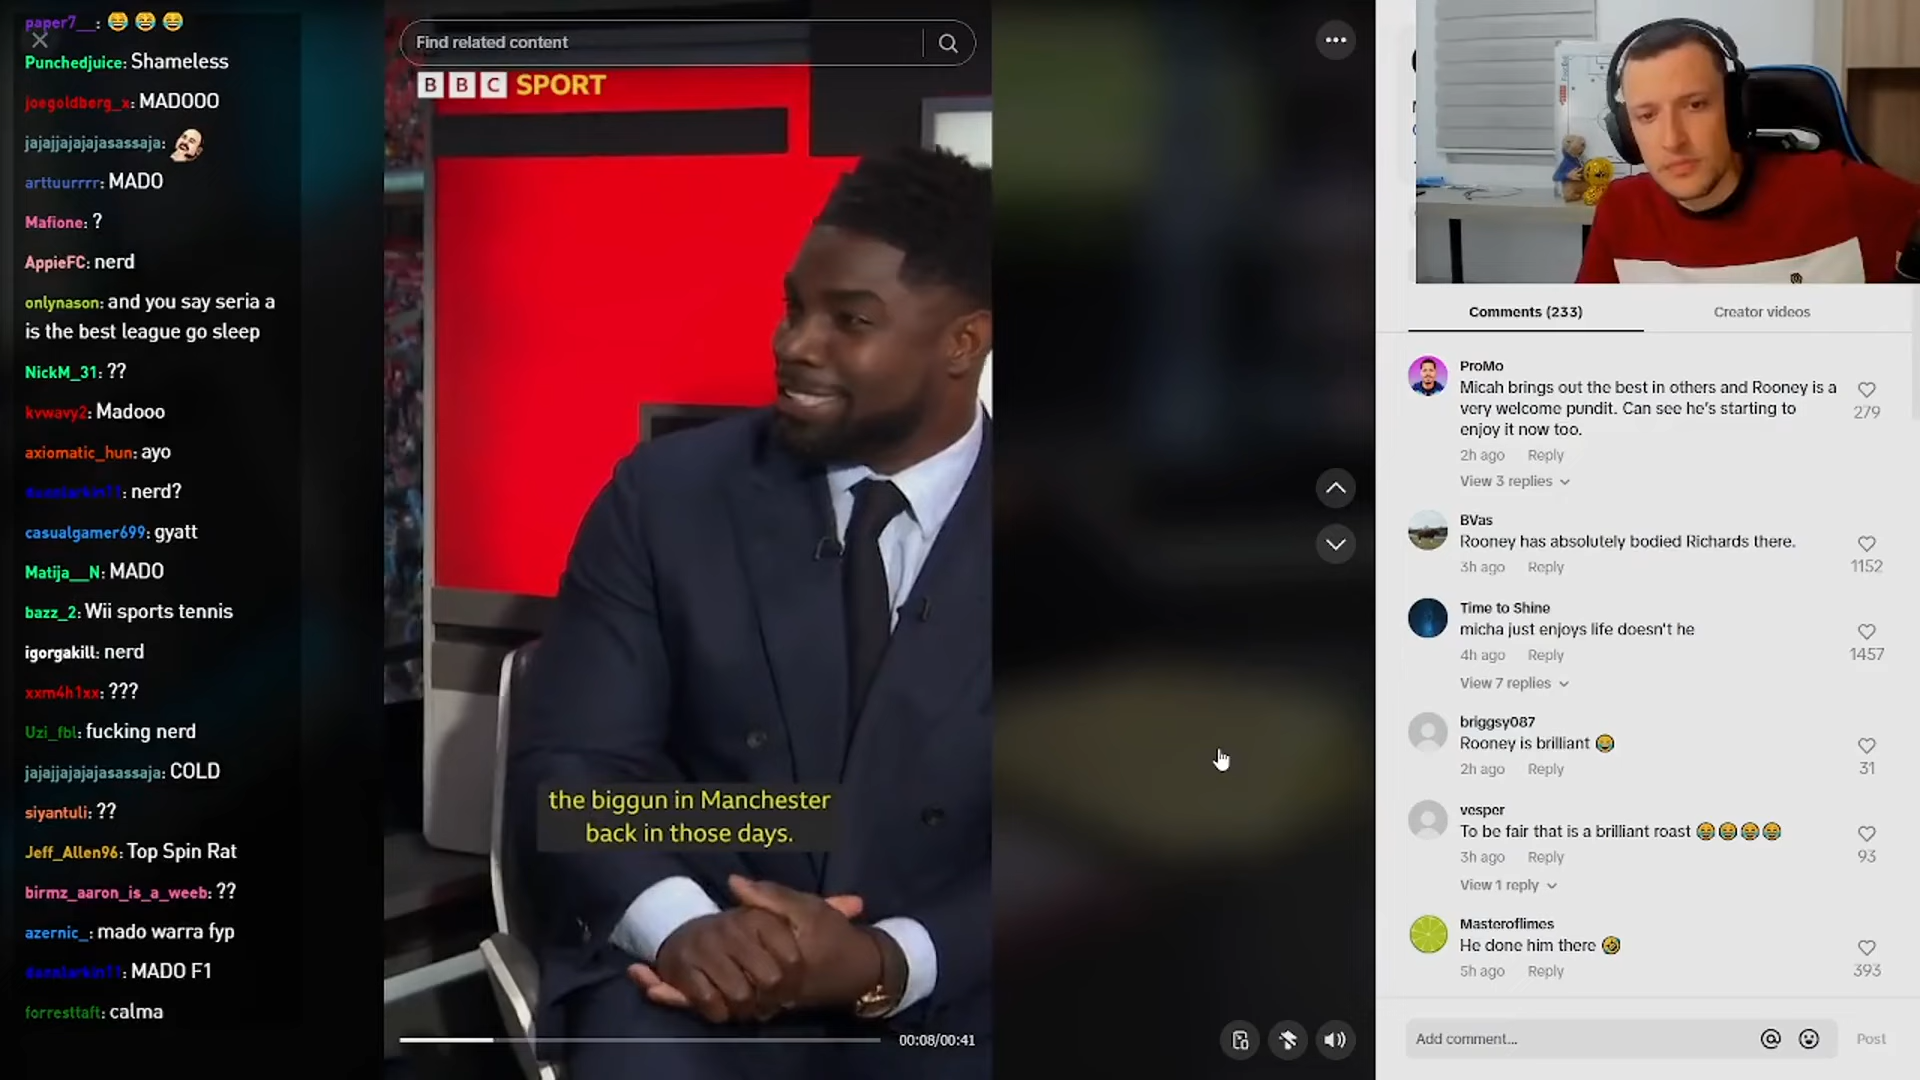 paper7__: 😂 😂 😂
Punchedjuice: Shameless
joegoldberg_x: MADOOO
jajajjajajajasassaja:
arttuurrrr: MADO
Mafione: ?
AppieFC: nerd
onlynason: and you say seria a
is the best league go sleep
NickM_31: ??
kvwavy2: Madooo
axiomatic_hun: ayo
nerd?
casualgamer699: gyatt
Matija__N: MADO
bazz_2: Wii sports tennis
igorgakill: nerd
xxm4h1xx: ???
Uzi_fbl: fucking nerd
jajajjajajajasassaja: COLD
siyantuli: ??
Jeff_Allen96: Top Spin Rat
birmz_aaron_is_a_weeb: ??
azernic_: mado warra fyp
MADO F1
forresttaft: calma
Find related content
BBC SPORT
the biggun in Manchester
back in those days.
00:08/00:41
Comments (233)
Creator videos
ProMo
Micah brings out the best in others and Rooney is a
very welcome pundit. Can see he's starting to
enjoy it now too.
279
2h ago Reply
View 3 replies
BVas
Rooney has absolutely bodied Richards there.
1152
3h ago Reply
Time to Shine
micha just enjoys life doesn't he
1457
4h ago Reply
View 7 replies
briggsy087
Rooney is brilliant 😂
31
2h ago Reply
vesper
To be fair that is a brilliant roast 😂😂😂😂
93
3h ago Reply
View 1 reply
Masteroflimes
He done him there 🤣
393
5h ago Reply
Add comment...
Post